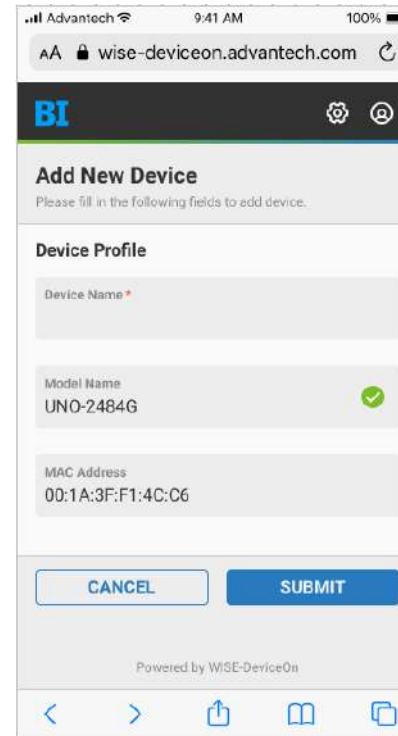 Advantech 9:41 AM 100%
AA wise-deviceon.advantech.com
BI
Add New Device
Please fill in the following fields to add device.
Device Profile
Device Name *
Model Name
UNO-2484G
MAC Address
00:1A:3F:F1:4C:C6
CANCEL SUBMIT
Powered by WISE-DeviceOn